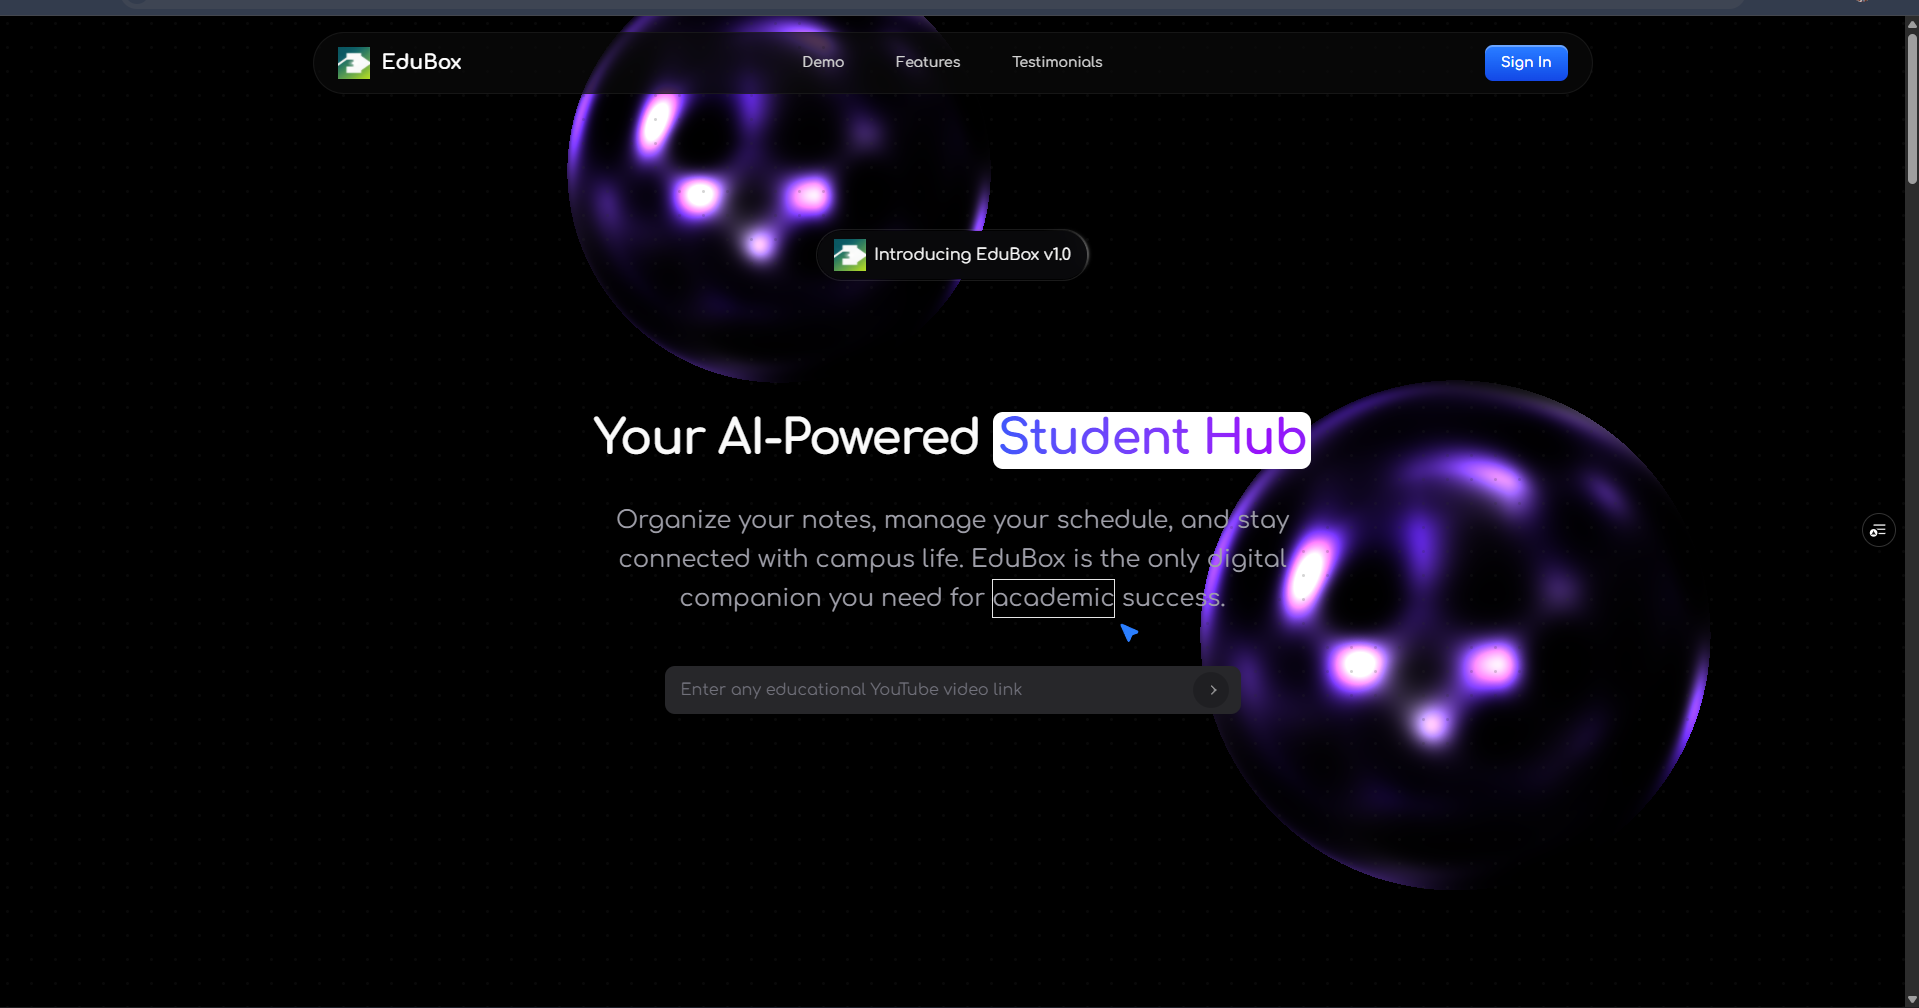 EduBox
Demo
Features
Testimonials
Sign In
Introducing EduBox v1.0
Your AI-Powered Student Hub
Organize your notes, manage your schedule, and stay
connected with campus life. EduBox is the only digital
companion you need for academic success.
Enter any educational YouTube video link